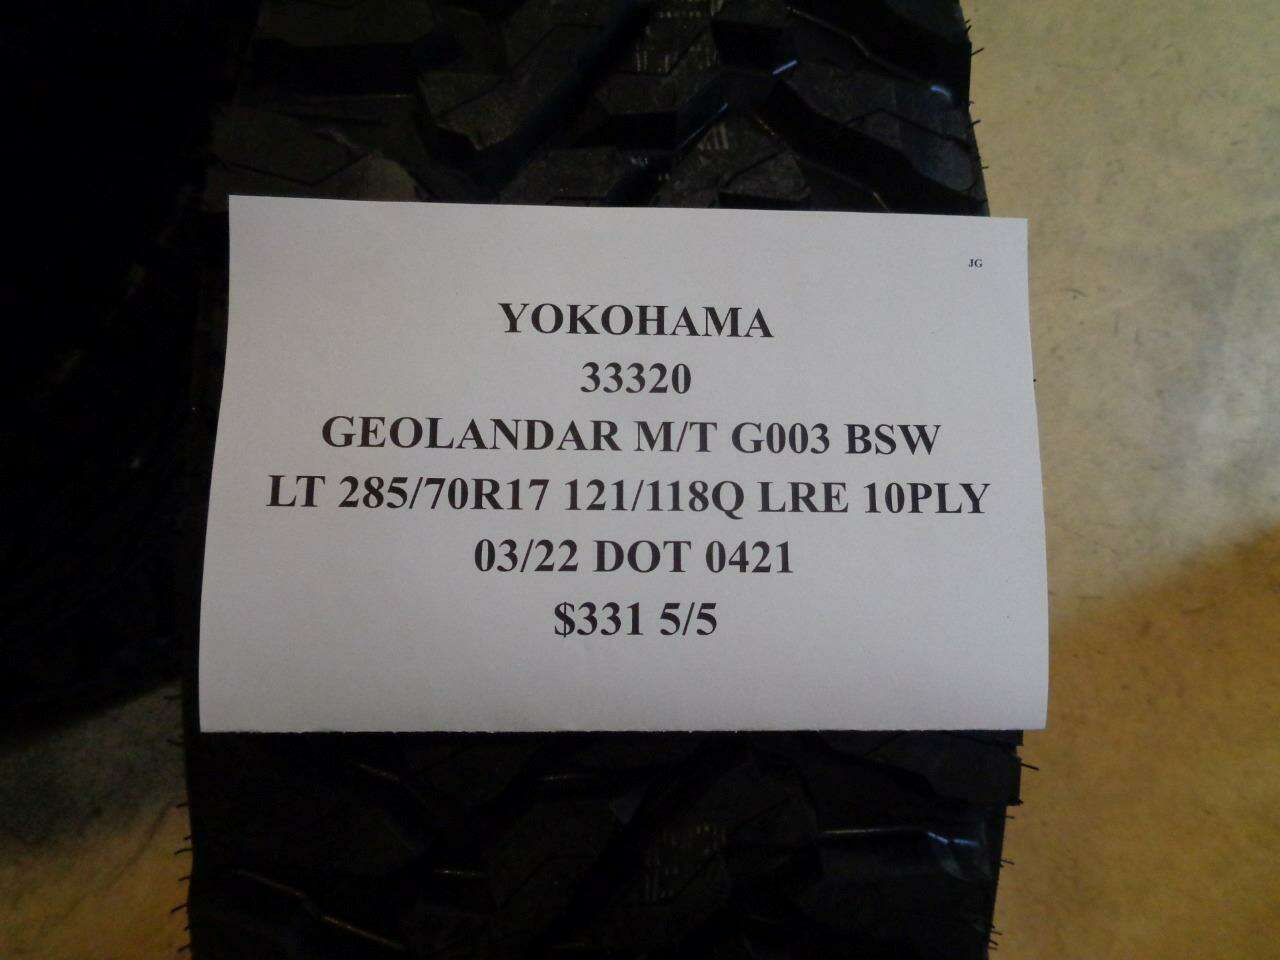 JG
YOKOHAMA
33320
GEOLANDAR M/T G003 BSW
LT 285/70R17 121/118Q LRE 10PLY
03/22 DOT 0421
$331 5/5